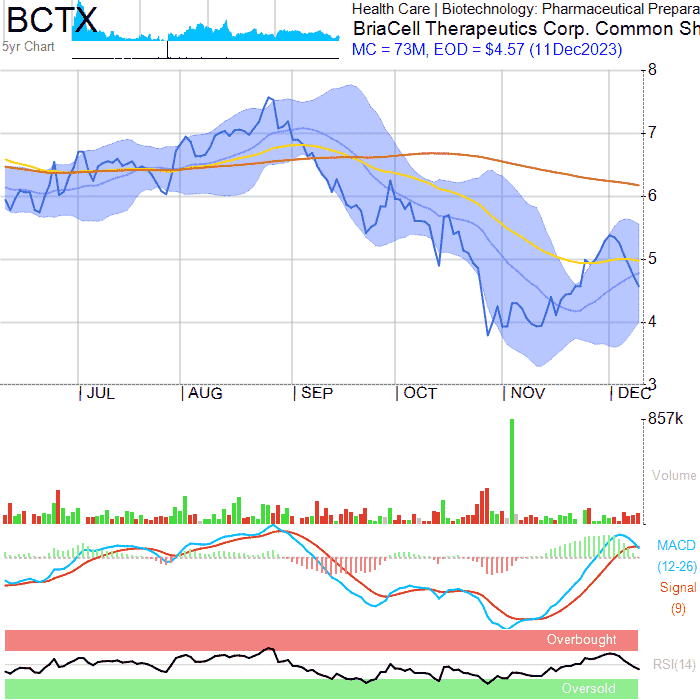 BCTX
5yr Chart
Health Care | Biotechnology: Pharmaceutical Prepara
BriaCell Therapeutics Corp. Common Sh
MC = 73M, EOD = $4.57 (11Dec2023)
8
7
6
5
4
3
JUL
AUG
SEP
OCT
NOV
DEC
857k
Volume
MACD
(12-26)
Signal
(9)
Overbought
RSI(14)
Oversold